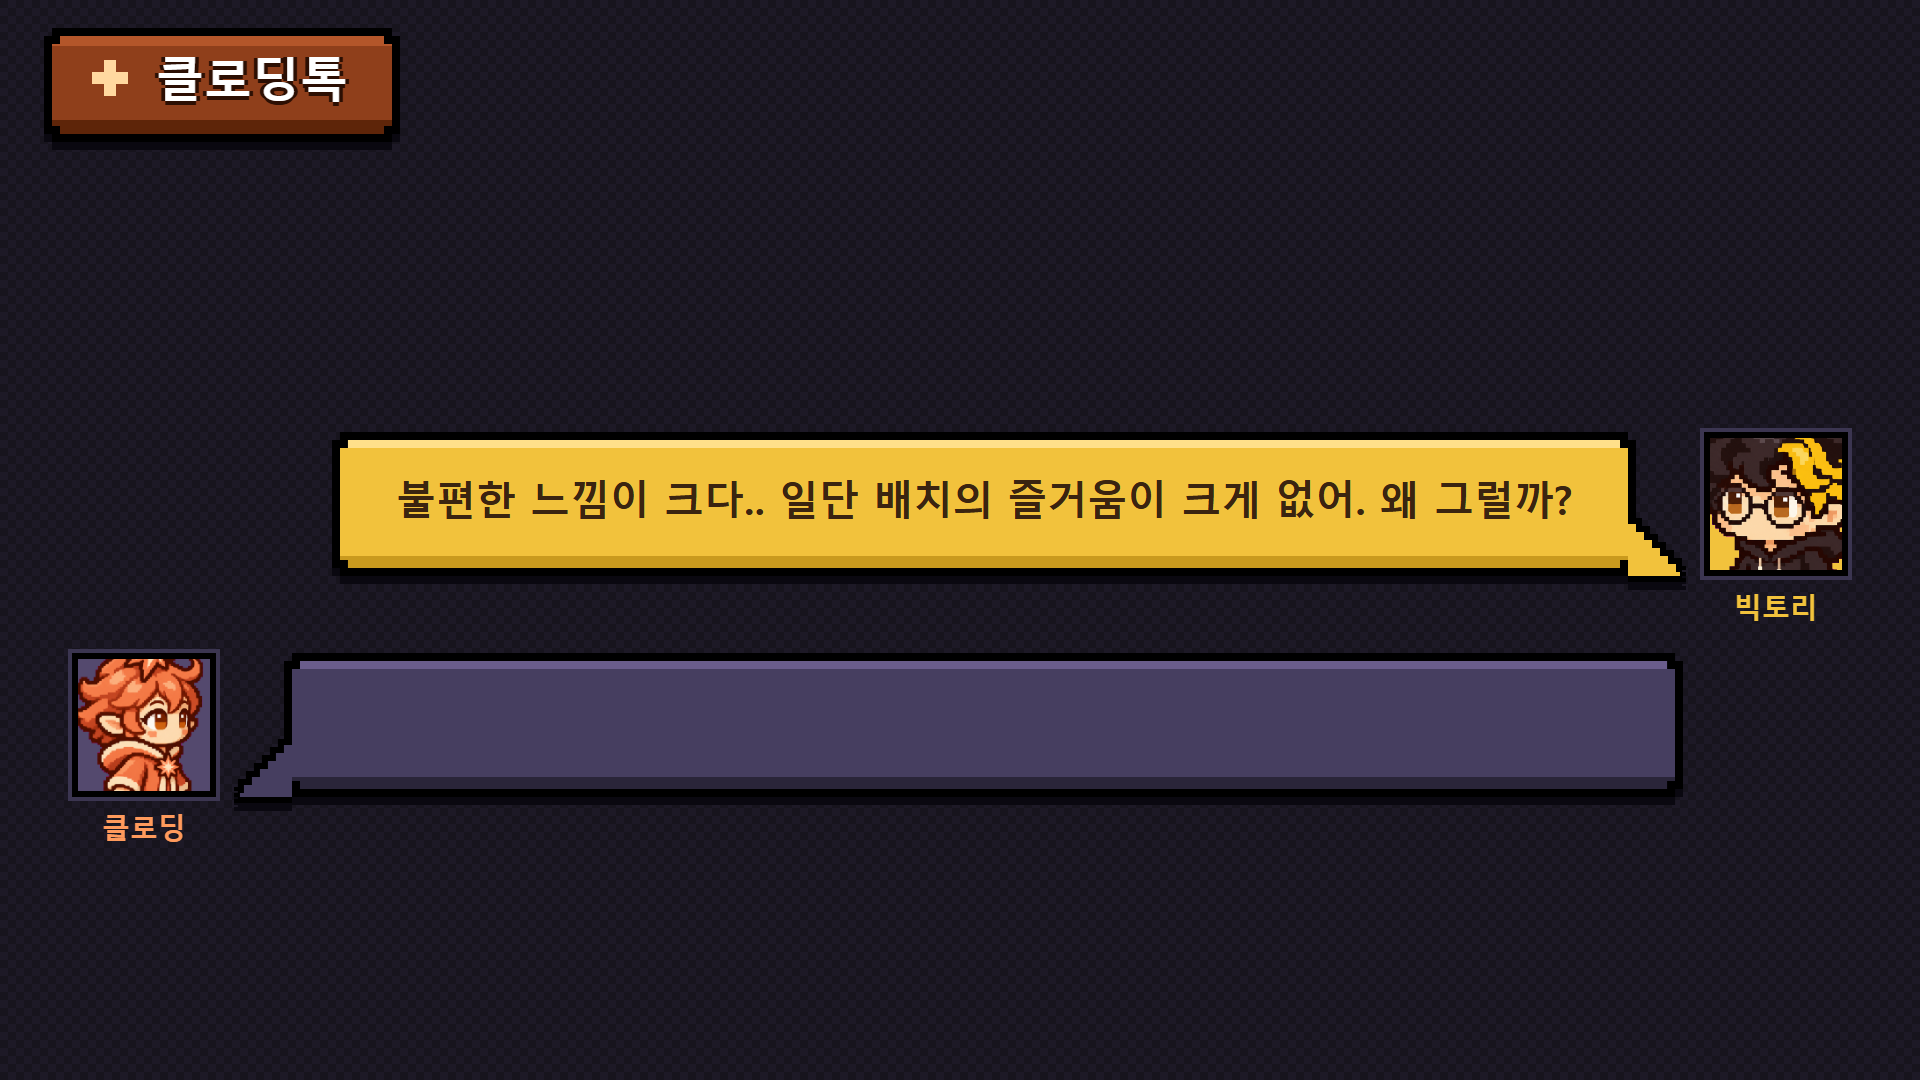 클로딩톡
불편한 느낌이 크다.. 일단 배치의 즐거움이 크게 없어. 왜 그럴까?
빅토리
클로딩